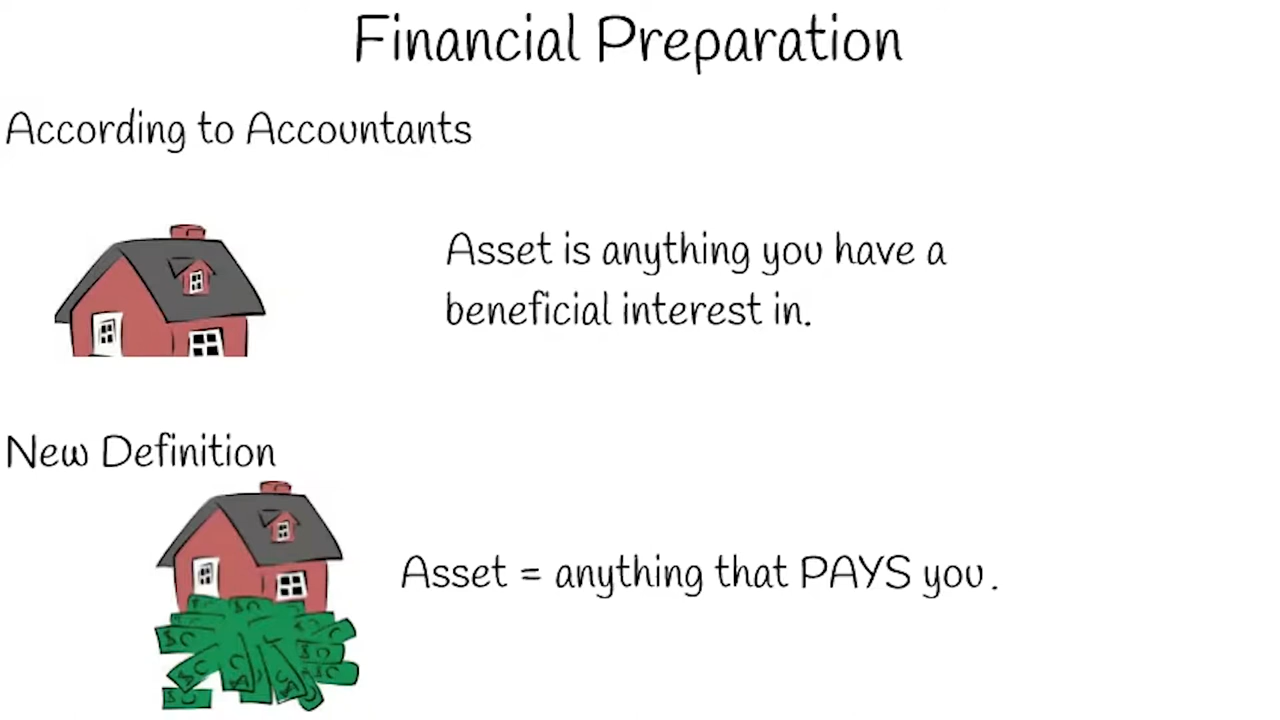 Financial Preparation
According to Accountants
Asset is anything you have a
beneficial interest in.
New Definition
Asset = anything that PAYS you.